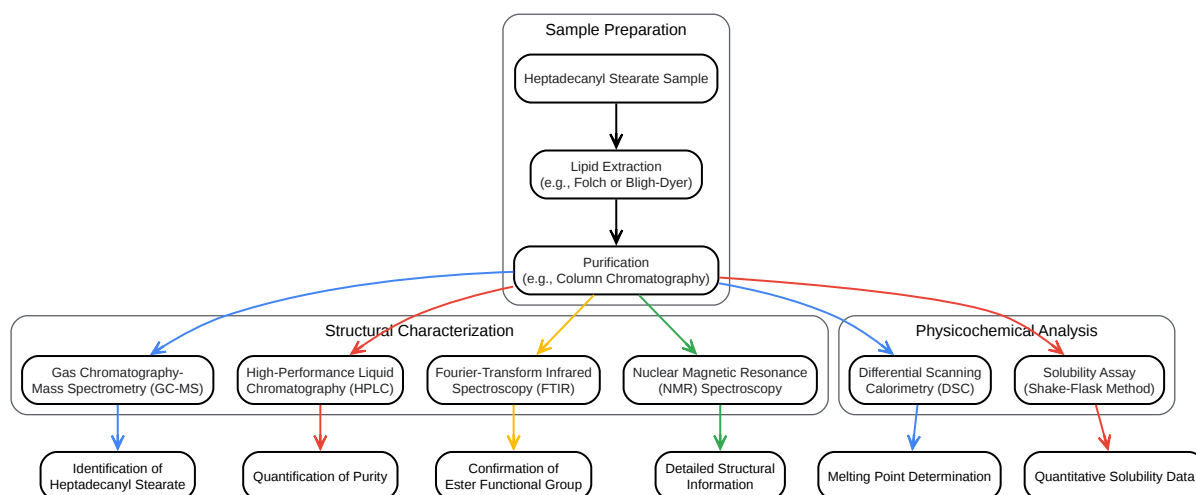 Sample Preparation
Heptadecanyl Stearate Sample
Lipid Extraction
(e.g., Folch or Bligh-Dyer)
Purification
(e.g., Column Chromatography)
Structural Characterization
Physicochemical Analysis
Gas Chromatography-
Mass Spectrometry (GC-MS)
High-Performance Liquid
Chromatography (HPLC)
Fourier-Transform Infrared
Spectroscopy (FTIR)
Nuclear Magnetic Resonance
(NMR) Spectroscopy
Differential Scanning
Calorimetry (DSC)
Solubility Assay
(Shake-Flask Method)
Identification of
Heptadecanyl Stearate
Quantification of Purity
Confirmation of
Ester Functional Group
Detailed Structural
Information
Melting Point Determination
Quantitative Solubility Data